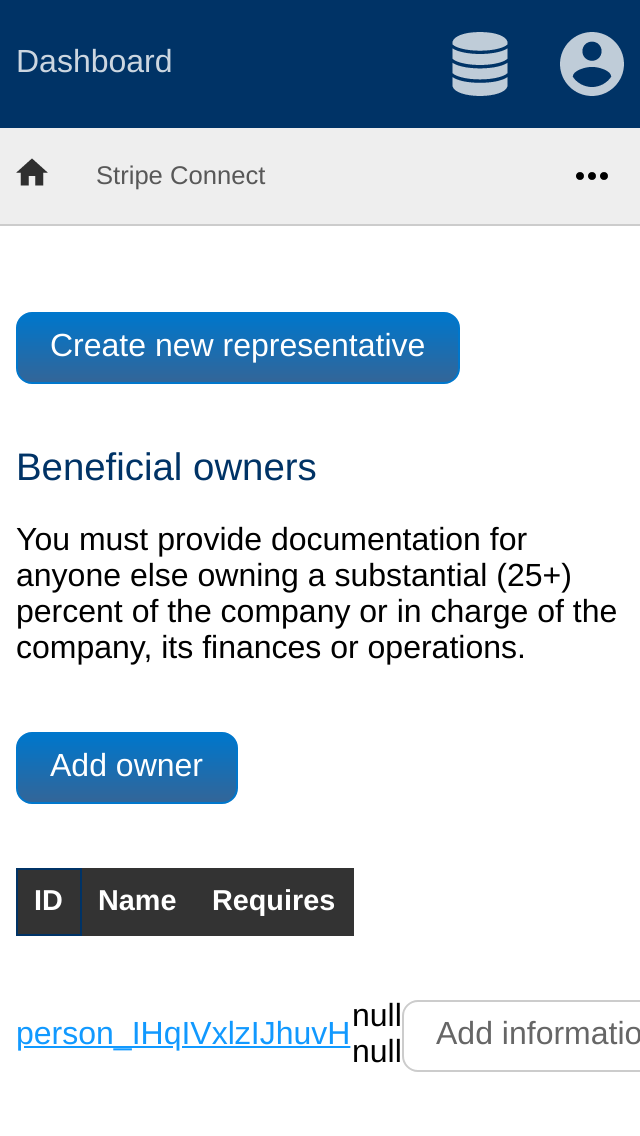 Dashboard
Stripe Connect
Create new representative
Beneficial owners
You must provide documentation for
anyone else owning a substantial (25+)
percent of the company or in charge of the
company, its finances or operations.
Add owner
ID Name Requires
person_IHqIVxlzIJhuvH null null Add informatio